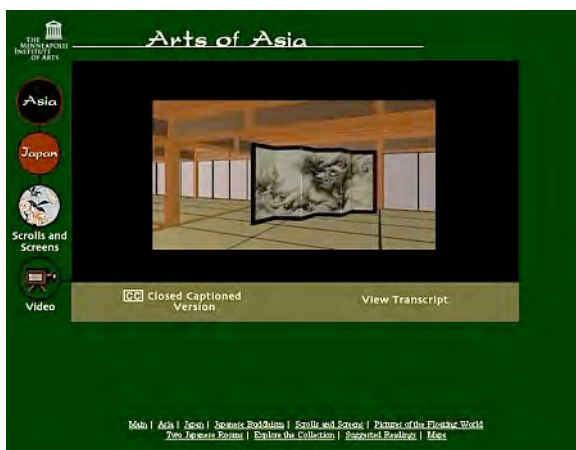 THE
MINNEAPOLIS
INSTITUTE
OF ARTS
Arts of Asia
Asia
Japan
Scrolls and
Screens
Video
CC Closed Captioned
Version
View Transcript
Main | Asia | Japan | Japanese Buddhism | Scrolls and Screens | Pictures of the Floating World
Two Japanese Rooms | Explore the Collection | Suggested Readings | Maps